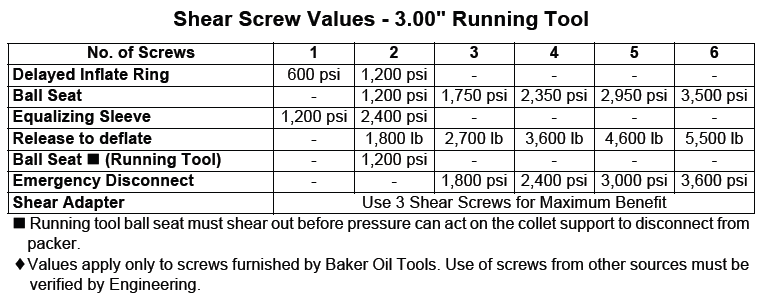 Shear Screw Values - 3.00" Running Tool
No. of Screws 1 2 3 4 5 6
Delayed Inflate Ring 600 psi 1,200 psi - - - -
Ball Seat - 1,200 psi 1,750 psi 2,350 psi 2,950 psi 3,500 psi
Equalizing Sleeve 1,200 psi 2,400 psi - - - -
Release to deflate - 1,800 lb 2,700 lb 3,600 lb 4,600 lb 5,500 lb
Ball Seat ■ (Running Tool) - 1,200 psi - - - -
Emergency Disconnect - - 1,800 psi 2,400 psi 3,000 psi 3,600 psi
Shear Adapter Use 3 Shear Screws for Maximum Benefit
■ Running tool ball seat must shear out before pressure can act on the collet support to disconnect from
packer.
♦Values apply only to screws furnished by Baker Oil Tools. Use of screws from other sources must be
verified by Engineering.